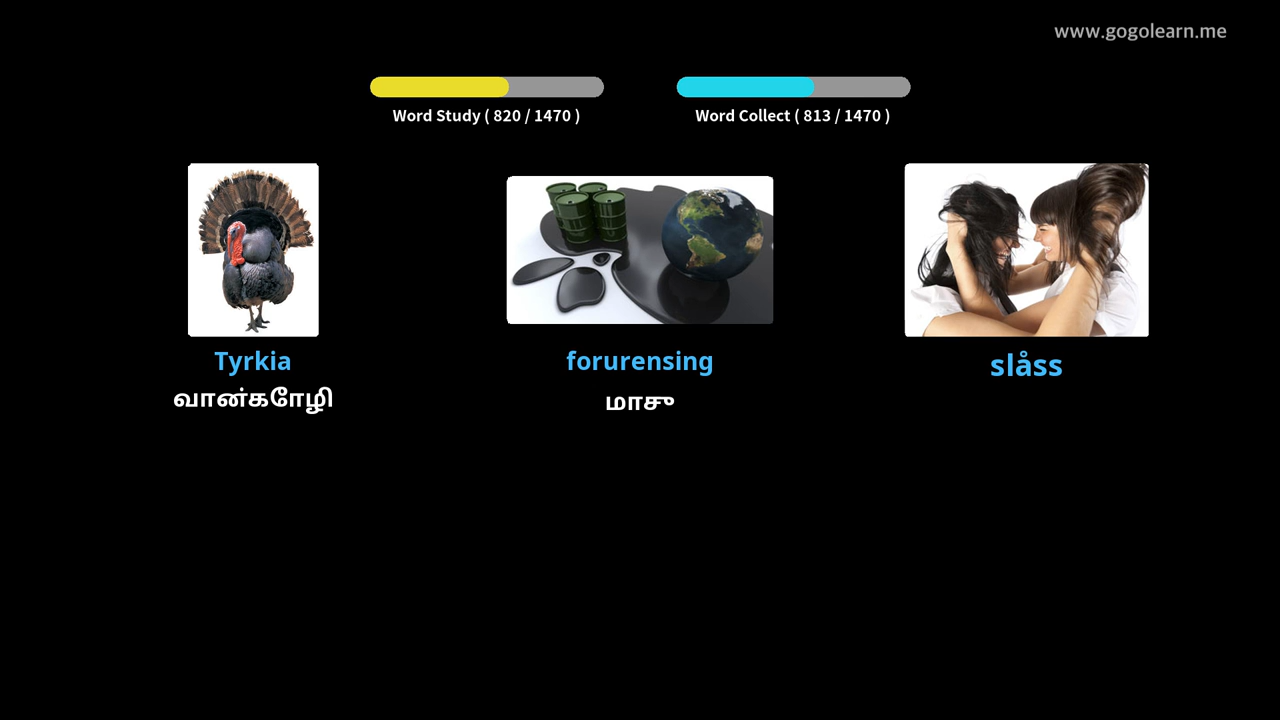 www.gogolearn.me
Word Study ( 820 / 1470 )
Word Collect ( 813 / 1470 )
Tyrkia
forurensing
slåss
வான்கோழி
மாசு